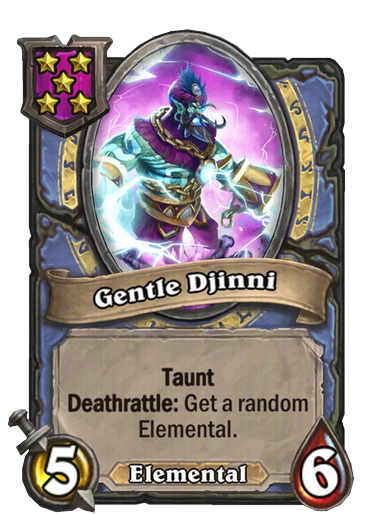 Gentle Djinni
Taunt
Deathrattle: Get a random
Elemental.
5
Elemental
6